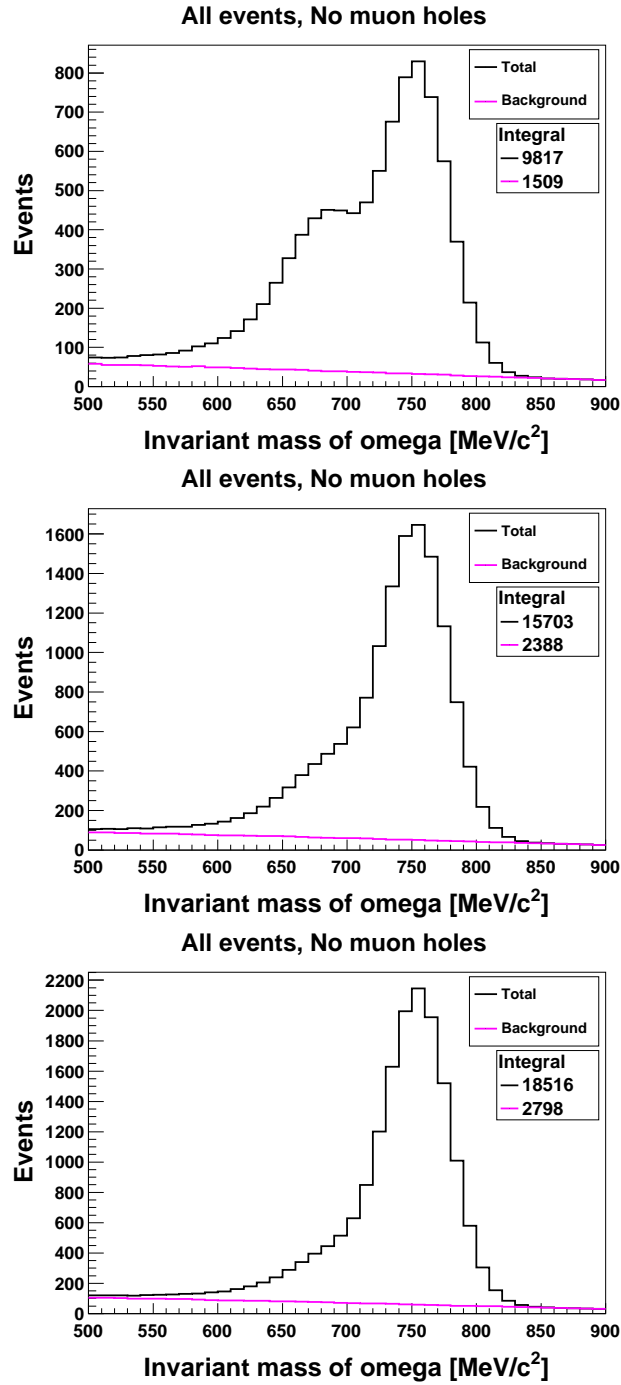 All events, No muon holes
Events
800
700
600
500
400
300
200
100
0
Total
Background
Integral
9817
1509
500 550 600 650 700 750 800 850 900
Invariant mass of omega [MeV/c²]
All events, No muon holes
Events
1600
1400
1200
1000
800
600
400
200
0
Total
Background
Integral
15703
2388
500 550 600 650 700 750 800 850 900
Invariant mass of omega [MeV/c²]
All events, No muon holes
Events
2200
2000
1800
1600
1400
1200
1000
800
600
400
200
0
Total
Background
Integral
18516
2798
500 550 600 650 700 750 800 850 900
Invariant mass of omega [MeV/c²]